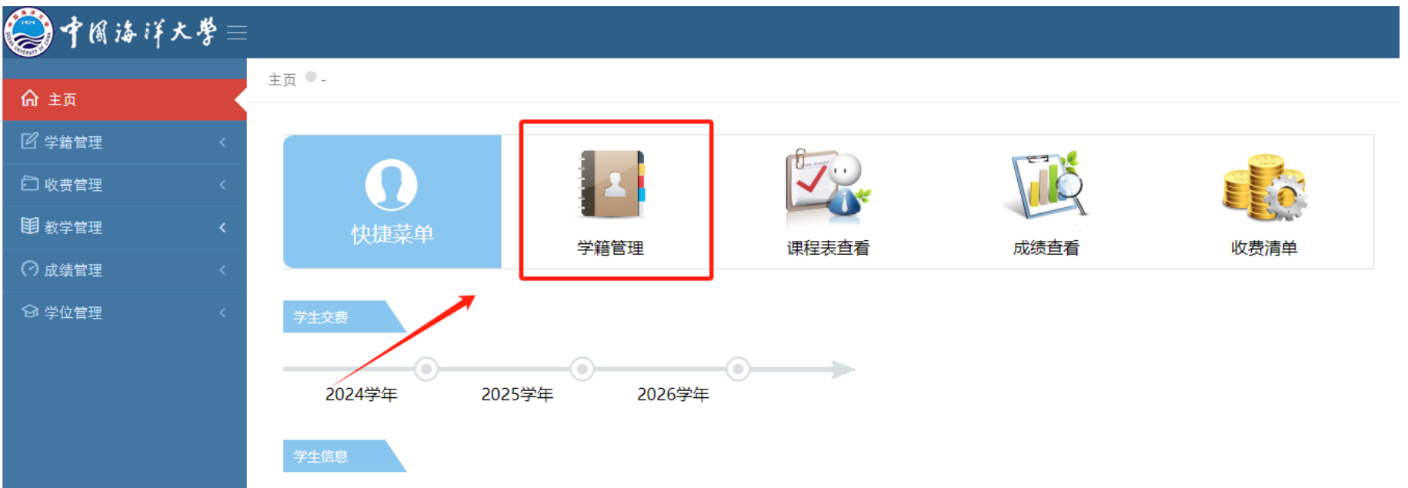 中国海洋大学
主页 -
主页
学籍管理
收费管理
教学管理
成绩管理
学位管理
快捷菜单
学籍管理
课程表查看
成绩查看
收费清单
学生交费
2024学年
2025学年
2026学年
学生信息